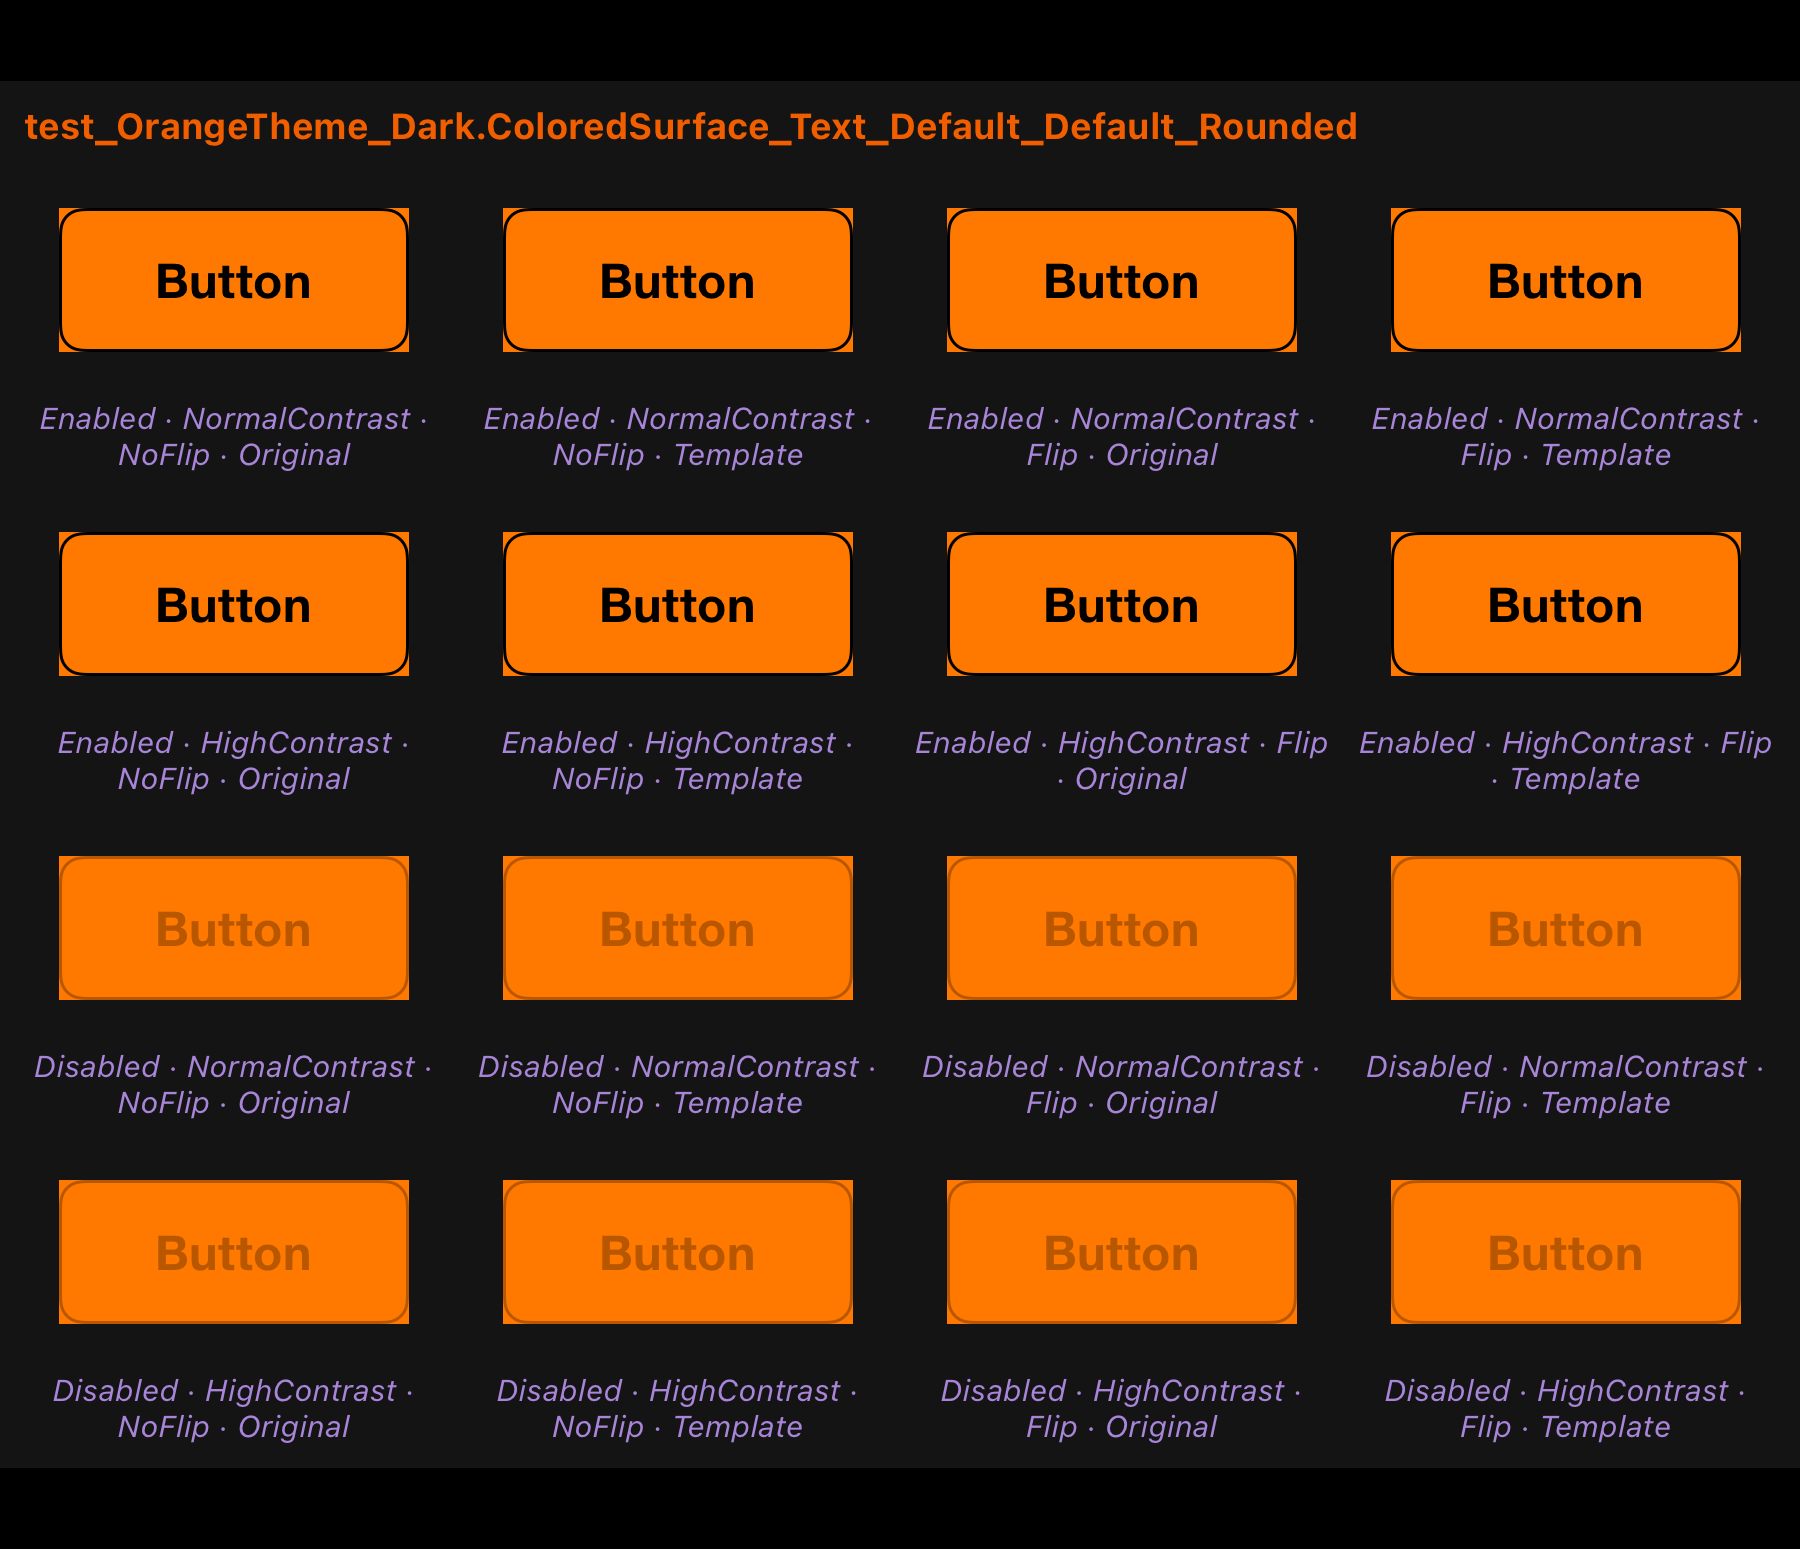 test_OrangeTheme_Dark.ColoredSurface_Text_Default_Default_Rounded
Button Button Button Button
Enabled · NormalContrast · Enabled · NormalContrast · Enabled · NormalContrast · Enabled · NormalContrast ·
NoFlip · Original NoFlip · Template Flip · Original Flip · Template
Button Button Button Button
Enabled · HighContrast · Enabled · HighContrast · Enabled · HighContrast · Flip Enabled · HighContrast · Flip
NoFlip · Original NoFlip · Template · Original · Template
Button Button Button Button
Disabled · NormalContrast · Disabled · NormalContrast · Disabled · NormalContrast · Disabled · NormalContrast ·
NoFlip · Original NoFlip · Template Flip · Original Flip · Template
Button Button Button Button
Disabled · HighContrast · Disabled · HighContrast · Disabled · HighContrast · Disabled · HighContrast ·
NoFlip · Original NoFlip · Template Flip · Original Flip · Template